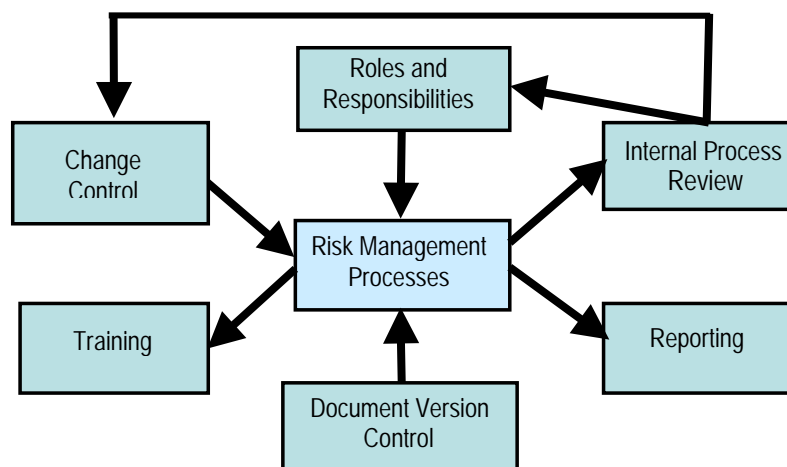 Roles and
Responsibilities
Change
Control
Internal Process
Review
Risk Management
Processes
Training
Reporting
Document Version
Control